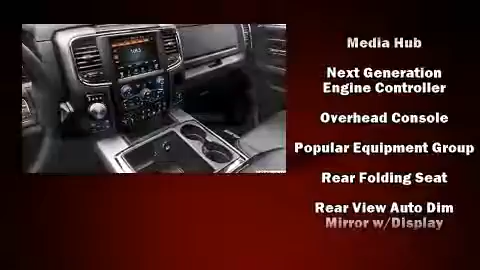 Media Hub
Next Generation
Engine Controller
Overhead Console
Popular Equipment Group
Rear Folding Seat
Rear View Auto Dim
Mirror w/Display